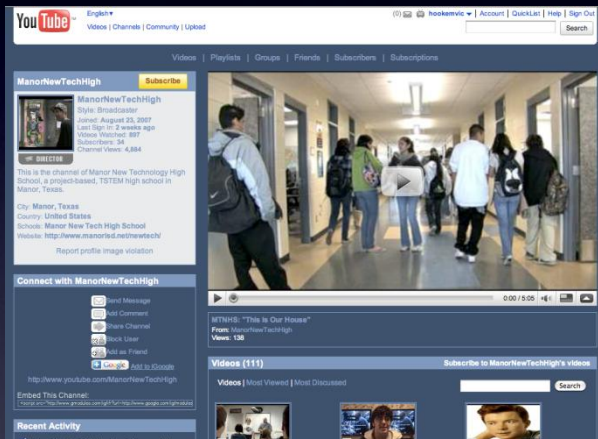 You Tube
English
Videos | Channels | Community | Upload
(0) hookemvic | Account | QuickList | Help | Sign Out
Search
Videos | Playlists | Groups | Friends | Subscribers | Subscriptions
ManorNewTechHigh
Subscribe
ManorNewTechHigh
Style: Broadcaster
Joined: August 23, 2007
Last Sign In: 2 weeks ago
Videos Watched: 897
Subscribers: 34
Channel Views: 4,664
DIRECTOR
This is the channel of Manor New Technology High
School, a project-based, TSTEM high school in
Manor, Texas.
City: Manor, Texas
Country: United States
Schools: Manor New Tech High School
Website: http://www.manorisd.net/newtech/
Report profile image violation
Connect with ManorNewTechHigh
Send Message
Add Comment
Share Channel
Block User
Add as Friend
Google Add to iGoogle
http://www.youtube.com/ManorNewTechHigh
Embed This Channel:
Recent Activity
0:00 / 5:05
MTNHS: "This Is Our House"
From: ManorNewTechHigh
Views: 138
Videos (111)
Subscribe to ManorNewTechHigh's videos
Videos | Most Viewed | Most Discussed
Search